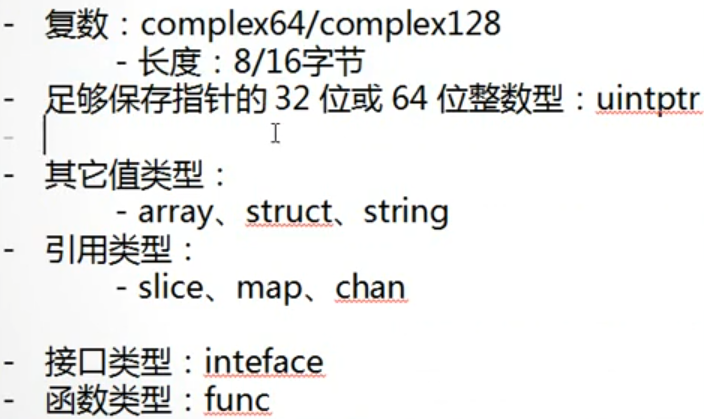 - 复数：complex64/complex128
- 长度：8/16字节
- 足够保存指针的 32 位或 64 位整数型：uintptr
-
- 其它值类型：
- array、struct、string
- 引用类型：
- slice、map、chan
- 接口类型：inteface
- 函数类型：func